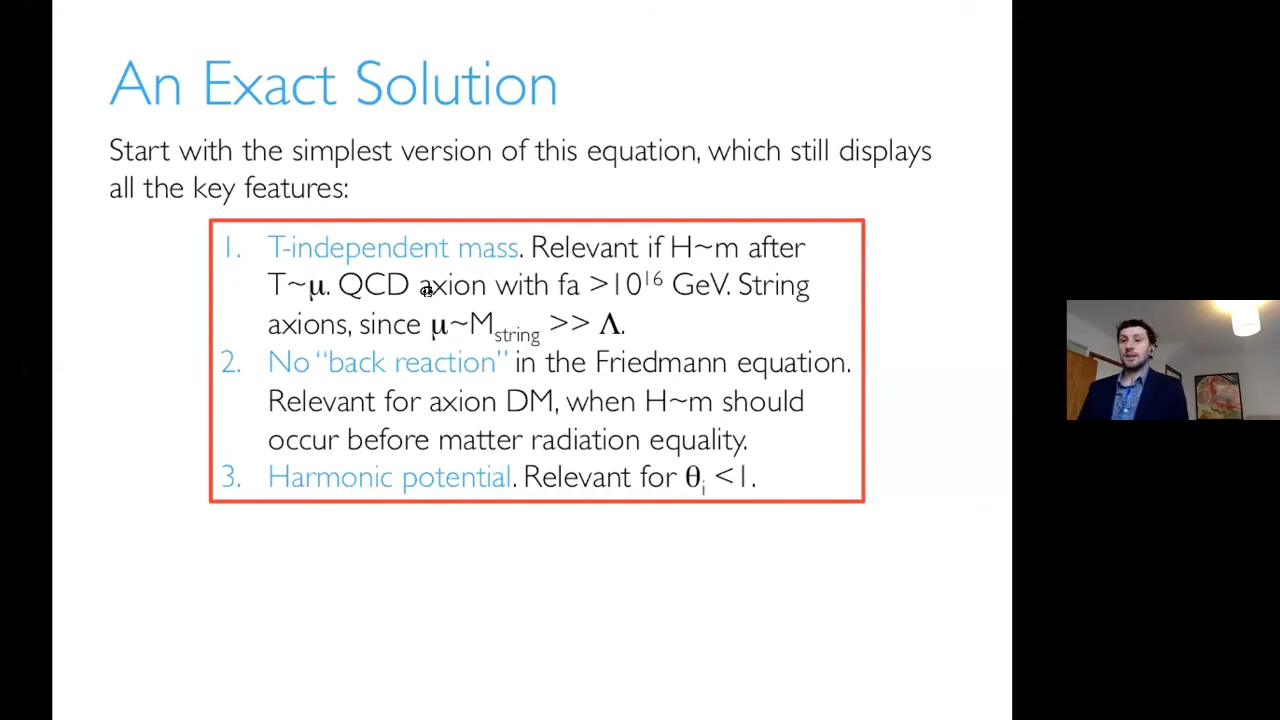 An Exact Solution
Start with the simplest version of this equation, which still displays
all the key features:
1. T-independent mass. Relevant if H~m after
T~μ. QCD axion with fa >10¹⁶ GeV. String
axions, since μ~Mstring >> Λ.
2. No “back reaction” in the Friedmann equation.
Relevant for axion DM, when H~m should
occur before matter radiation equality.
3. Harmonic potential. Relevant for θi <1.